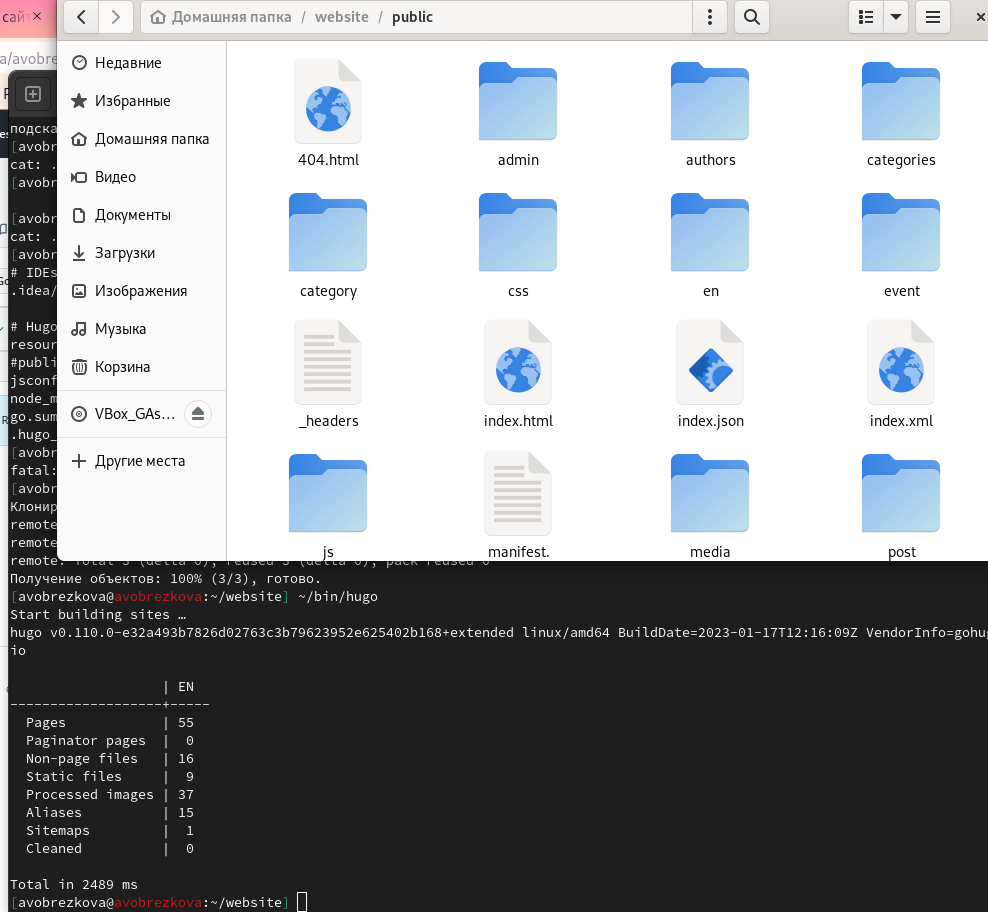 сайт
Домашняя папка / website / public
a/avobre
Недавние
Избранные
Домашняя папка
Видео
Документы
Загрузки
Изображения
Музыка
Корзина
VBox_GAs…
Другие места
404.html
admin
authors
categories
category
css
en
event
_headers
index.html
index.json
index.xml
js
manifest.
media
post
подска
[avobr
cat: .
[avobr
[avobr
cat: .
[avobr
# IDEs
.idea/
# Hugo
resour
#publi
jsconf
node_m
go.sum
.hugo_
[avobr
fatal:
[avobr
Клонир
remote
remote
remote: Total 3 (delta 0), reused 3 (delta 0), pack-reused 0
Получение объектов: 100% (3/3), готово.
[avobrezkova@avobrezkova:~/website] ~/bin/hugo
Start building sites …
hugo v0.110.0-e32a493b7826d02763c3b79623952e625402b168+extended linux/amd64 BuildDate=2023-01-17T12:16:09Z VendorInfo=gohug
io
| EN
-------------------+-----
Pages | 55
Paginator pages | 0
Non-page files | 16
Static files | 9
Processed images | 37
Aliases | 15
Sitemaps | 1
Cleaned | 0
Total in 2489 ms
[avobrezkova@avobrezkova:~/website]